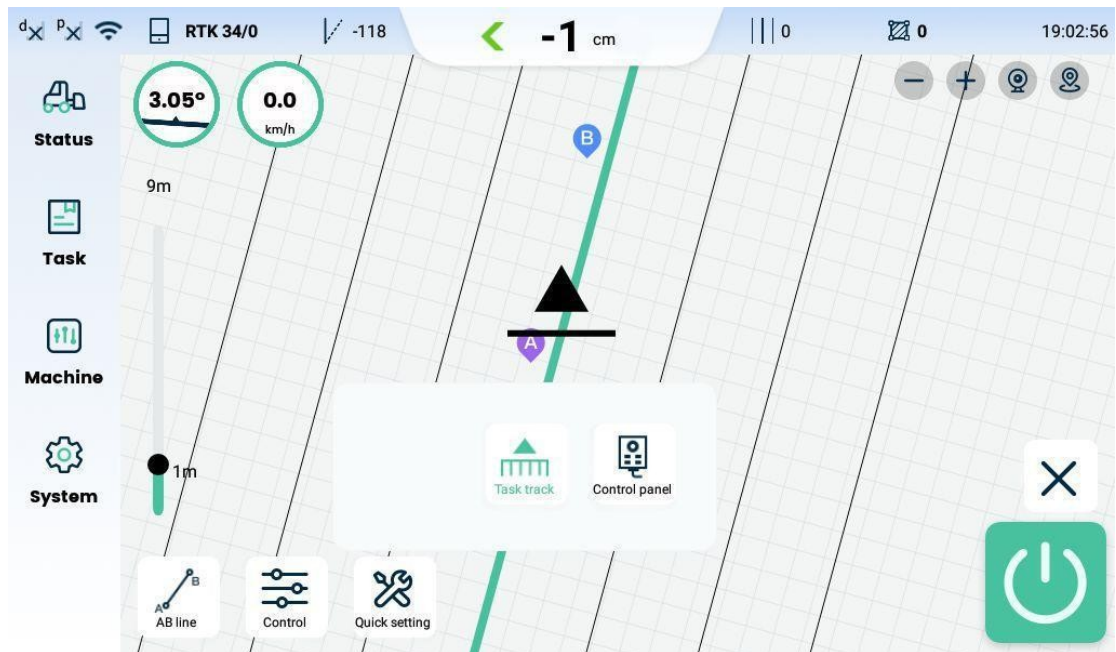 d P RTK 34/0 -118 -1 cm 0 0 19:02:56
3.05° 0.0
km/h
Status
B
9m
Task
A
Machine
1m
System
Task track Control panel
A B
AB line Control Quick setting